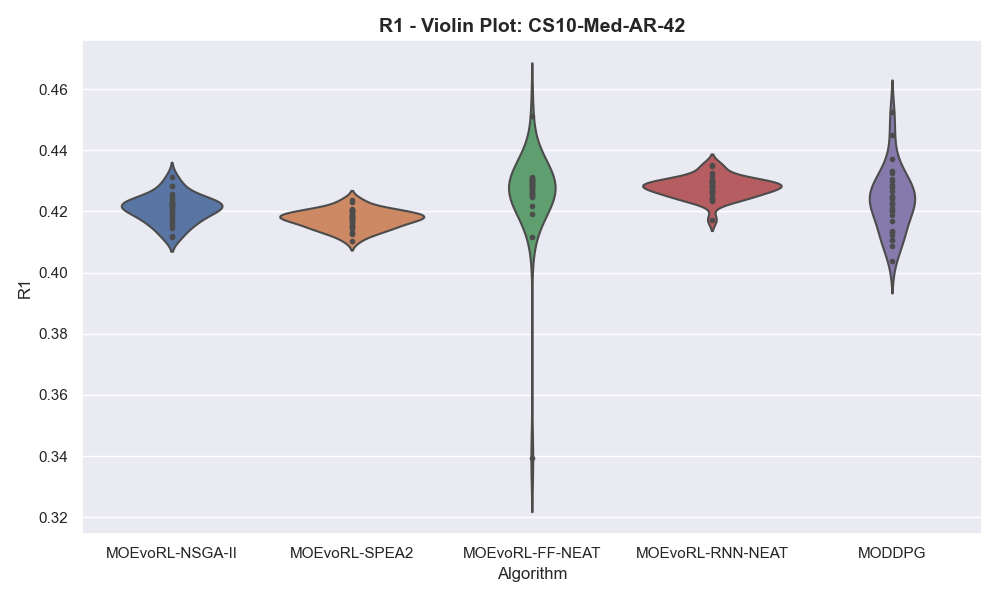 R1 - Violin Plot: CS10-Med-AR-42
R1
0.46
0.44
0.42
0.40
0.38
0.36
0.34
0.32
MOEvoRL-NSGA-II MOEvoRL-SPEA2 MOEvoRL-FF-NEAT MOEvoRL-RNN-NEAT MODDPG
Algorithm